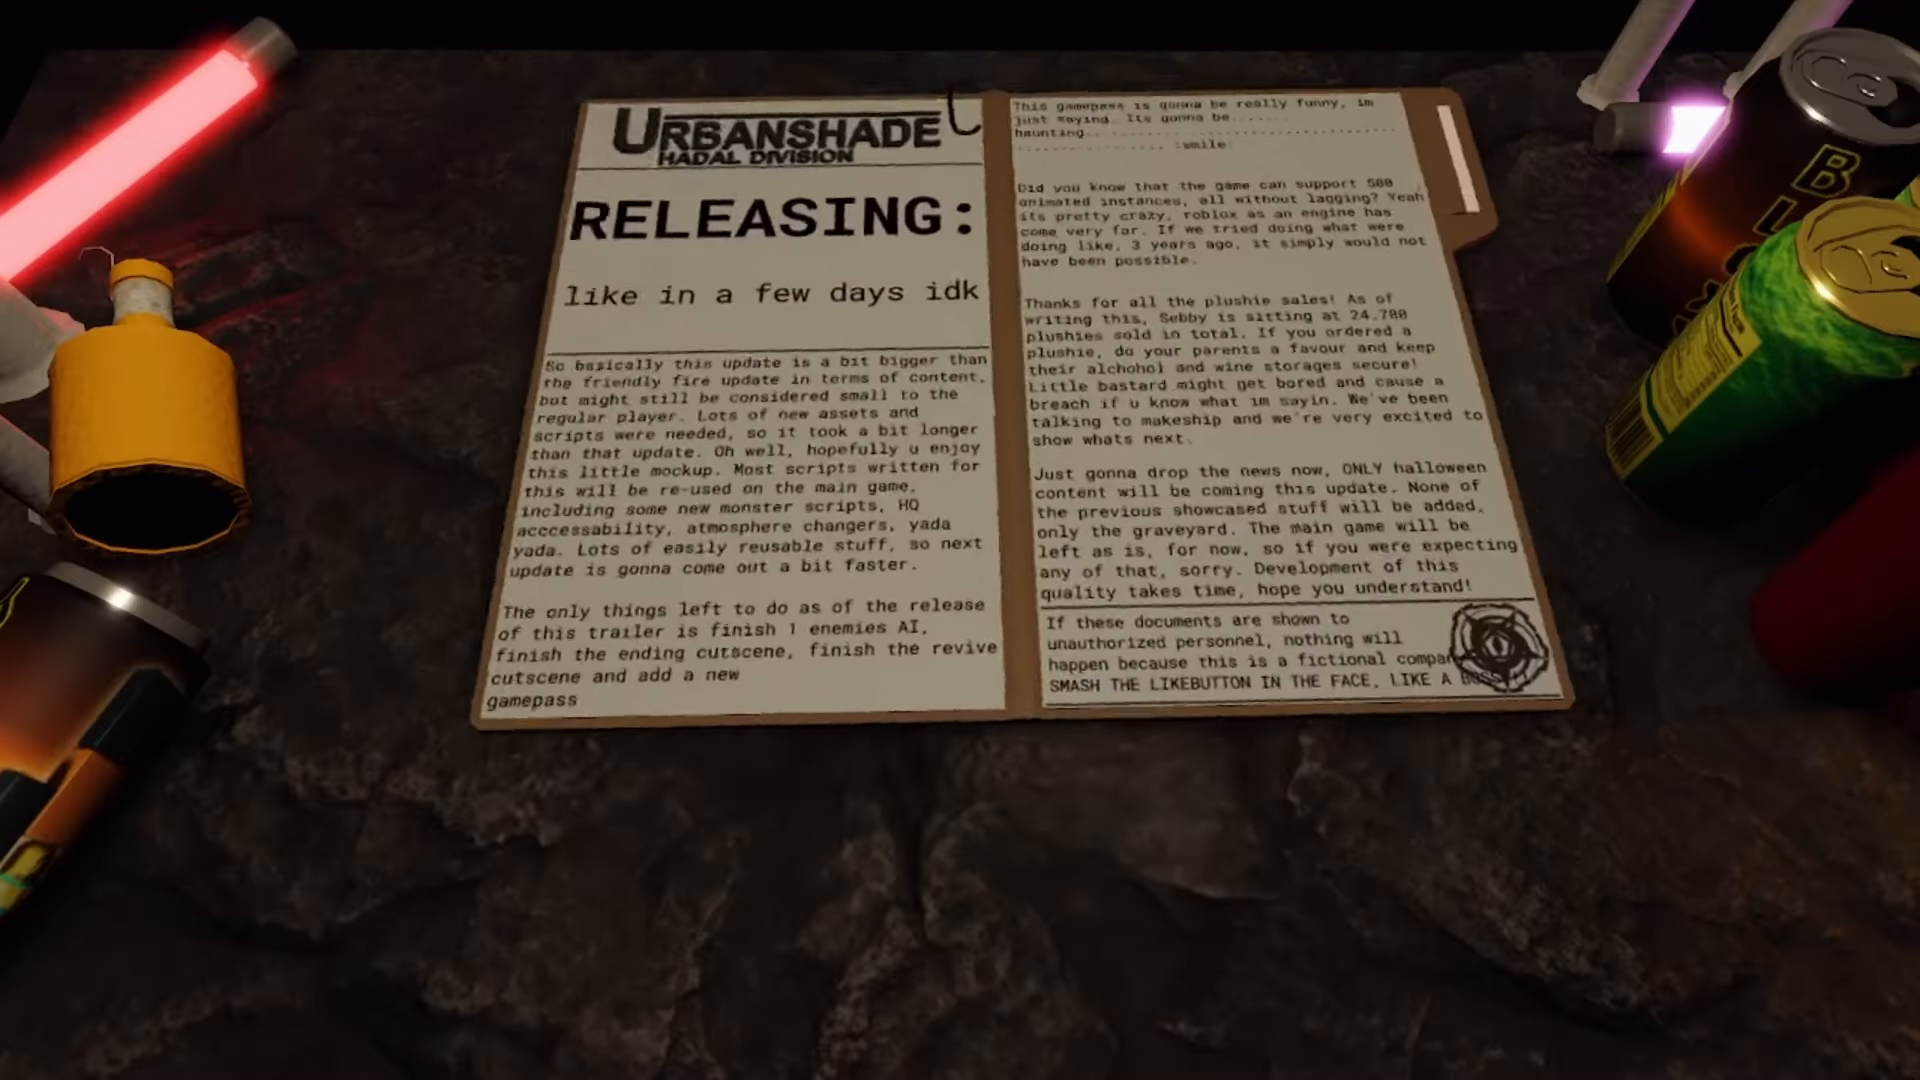 URBANSHADE
HADAL DIVISION
RELEASING:
like in a few days idk
So basically this update is a bit bigger than
the friendly fire update in terms of content,
but might still be considered small to the
regular player. Lots of new assets and
scripts were needed, so it took a bit longer
than that update. Oh well, hopefully u enjoy
this little mockup. Most scripts written for
this will be re-used on the main game,
including some new monster scripts, HQ
acccessability, atmosphere changers, yada
yada. Lots of easily reusable stuff, so next
update is gonna come out a bit faster.
The only things left to do as of the release
of this trailer is finish 1 enemies AI,
finish the ending cutscene, finish the revive
cutscene and add a new
gamepass
This gamepass is gonna be really funny, im
just saying. Its gonna be.......
haunting.......................................
................... :smile:
Did you know that the game can support 500
animated instances, all without lagging? Yeah
its pretty crazy, roblox as an engine has
come very far. If we tried doing what were
doing like, 3 years ago, it simply would not
have been possible.
Thanks for all the plushie sales! As of
writing this, Sebby is sitting at 24.700
plushies sold in total. If you ordered a
plushie, do your parents a favour and keep
their alchohol and wine storages secure!
Little bastard might get bored and cause a
breach if u know what im sayin. We've been
talking to makeship and we're very excited to
show whats next.
Just gonna drop the news now, ONLY halloween
content will be coming this update. None of
the previous showcased stuff will be added,
only the graveyard. The main game will be
left as is, for now, so if you were expecting
any of that, sorry. Development of this
quality takes time, hope you understand!
If these documents are shown to
unauthorized personnel, nothing will
happen because this is a fictional compa
SMASH THE LIKEBUTTON IN THE FACE, LIKE A BOSS